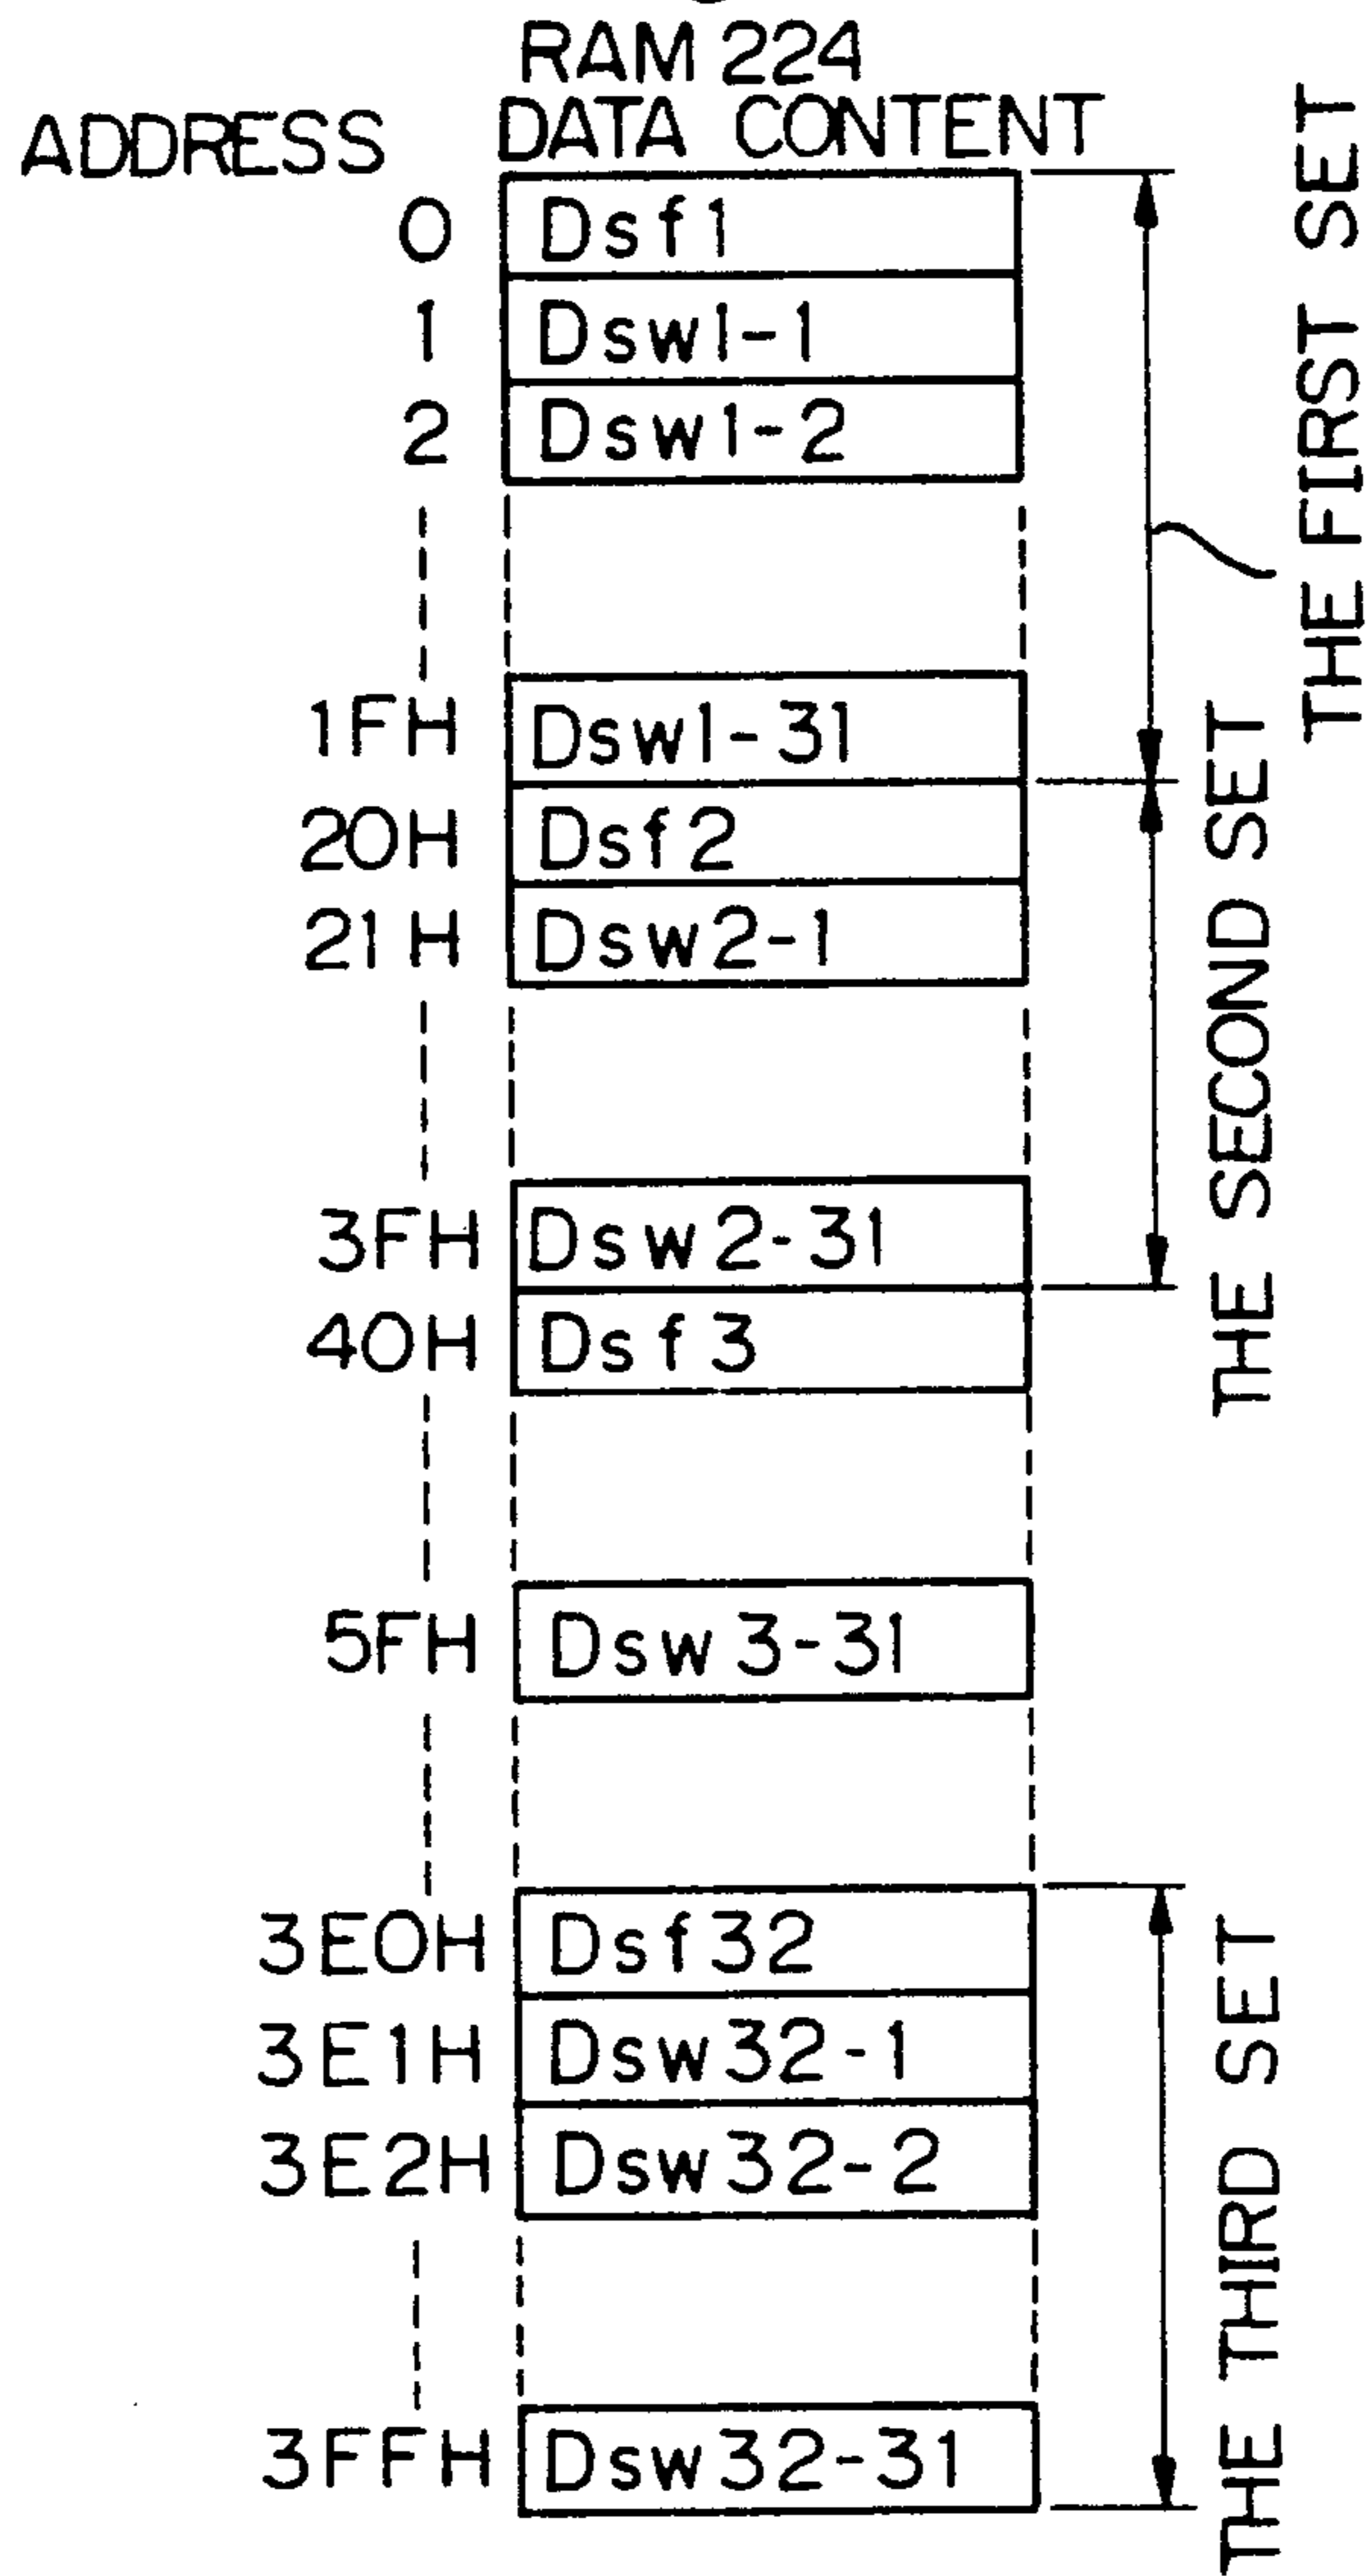 RAM 224
ADDRESS DATA CONTENT
0 Dsf1
1 Dsw1-1
2 Dsw1-2
THE FIRST SET
1FH Dsw1-31
20H Dsf2
21H Dsw2-1
THE SECOND SET
3FH Dsw2-31
40H Dsf3
5FH Dsw3-31
3E0H Dsf32
3E1H Dsw32-1
3E2H Dsw32-2
THE THIRD SET
3FFH Dsw32-31